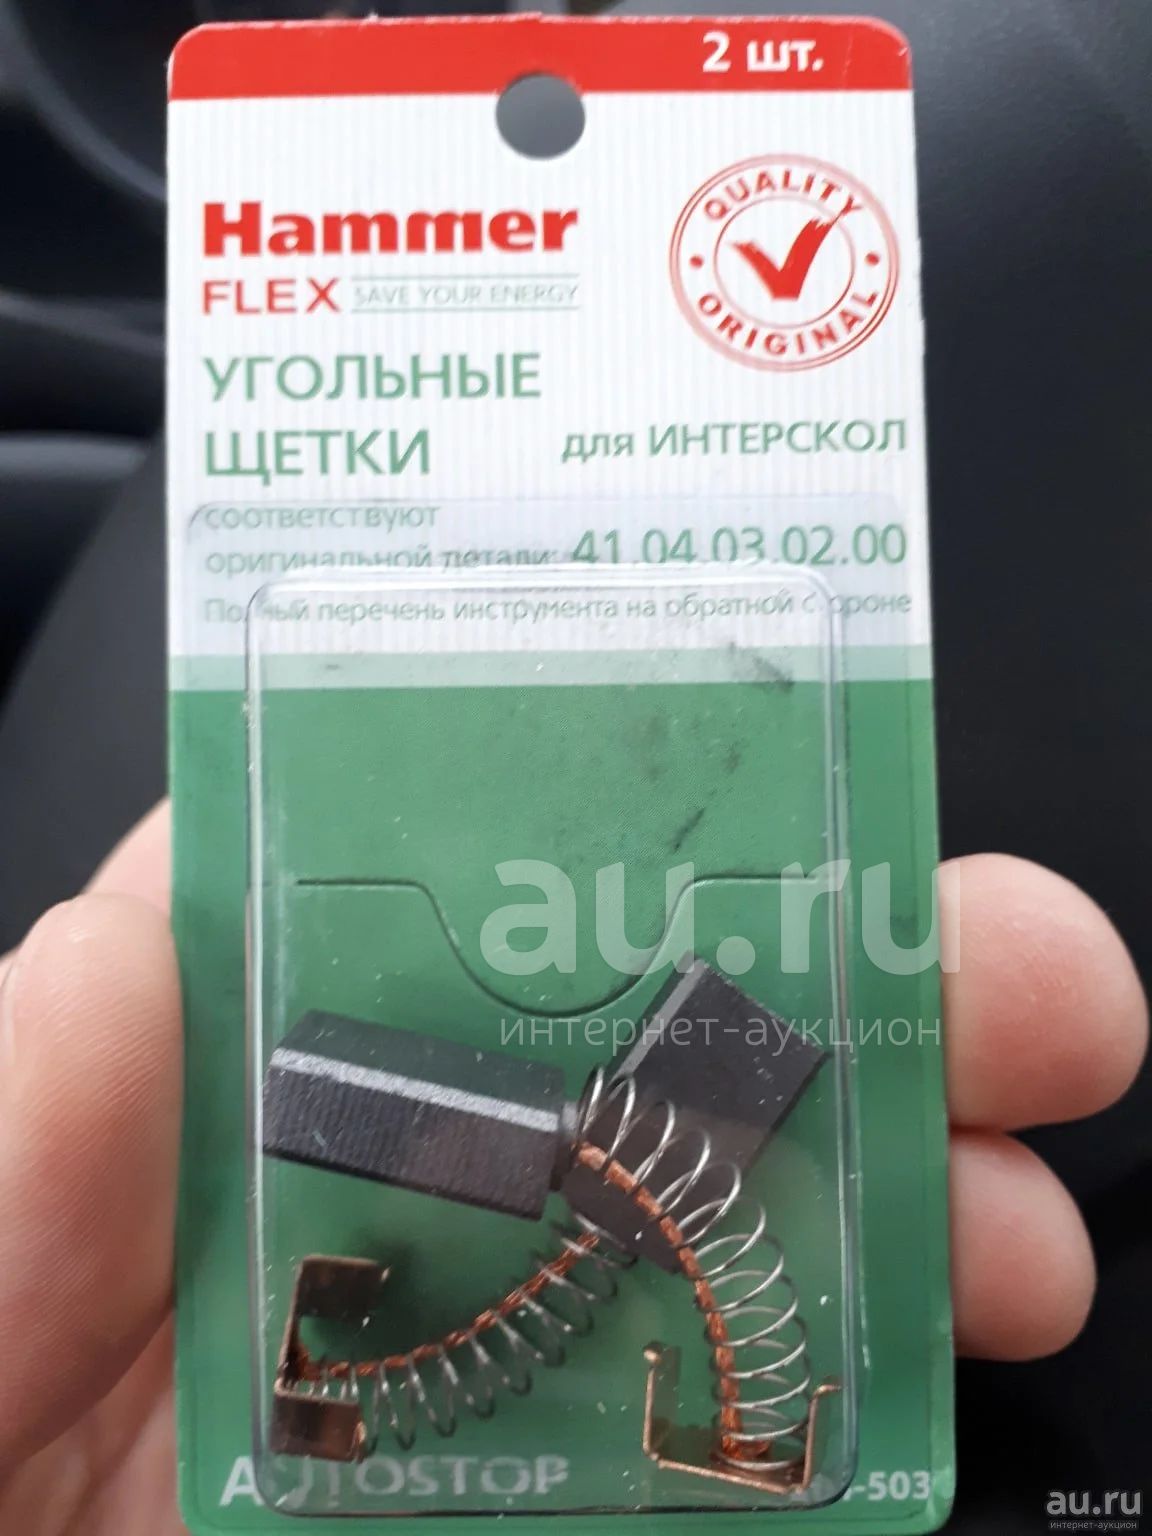 2 шт.
QUALITY
ORIGINAL
Hammer
FLEX SAVE YOUR ENERGY
УГОЛЬНЫЕ
ЩЕТКИ
для ИНТЕРСКОЛ
соответствуют
оригинальной детали: 41.04.03.02.00
Полный перечень инструмента на обратной стороне
au.ru
интернет-аукцион
AUTOSTOP
-503
au.ru
интернет-аукцион